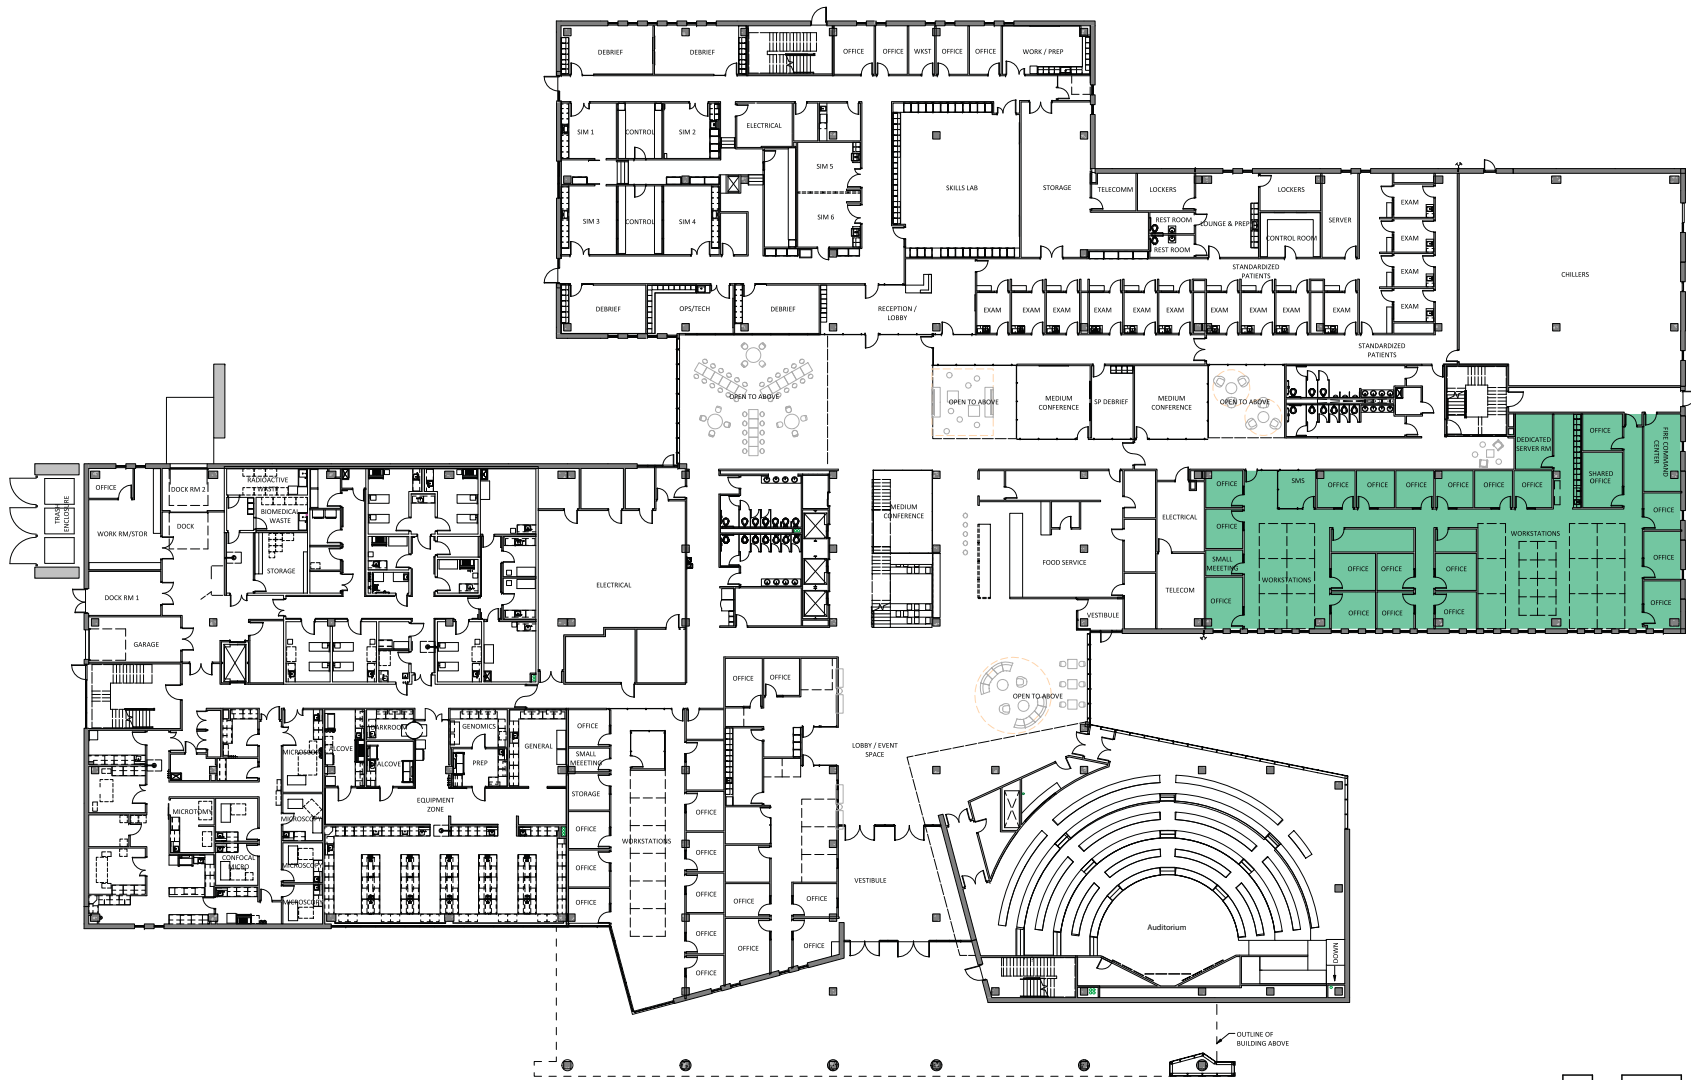 DEBRIEF
DEBRIEF
OFFICE
OFFICE
WKST
OFFICE
OFFICE
WORK / PREP
SIM 1
CONTROL
SIM 2
ELECTRICAL
SIM 5
SKILLS LAB
STORAGE
TELECOMM
LOCKERS
LOCKERS
EXAM
SIM 3
CONTROL
SIM 4
SIM 6
REST ROOM
LOUNGE & PREP
SERVER
REST ROOM
CONTROL ROOM
EXAM
EXAM
STANDARDIZED
PATIENTS
CHILLERS
EXAM
DEBRIEF
OPS/TECH
DEBRIEF
RECEPTION /
LOBBY
EXAM
EXAM
EXAM
EXAM
EXAM
EXAM
EXAM
EXAM
EXAM
EXAM
STANDARDIZED
PATIENTS
OPEN TO ABOVE
OPEN TO ABOVE
MEDIUM
CONFERENCE
SP DEBRIEF
MEDIUM
CONFERENCE
OPEN TO ABOVE
DEDICATED
SERVER RM
OFFICE
FIRE COMMAND
CENTER
SHARED
OFFICE
OFFICE
SMS
OFFICE
OFFICE
OFFICE
OFFICE
OFFICE
OFFICE
OFFICE
OFFICE
WORKSTATIONS
SMALL
MEEETING
WORKSTATIONS
OFFICE
OFFICE
OFFICE
OFFICE
OFFICE
OFFICE
OFFICE
OFFICE
OFFICE
OFFICE
TRASH
ENCLOSURE
OFFICE
DOCK RM 2
RADIOACTIVE
WASTE
BIOMEDICAL
WASTE
DOCK
WORK RM/STOR
STORAGE
DOCK RM 1
GARAGE
ELECTRICAL
MEDIUM
CONFERENCE
FOOD SERVICE
ELECTRICAL
TELECOM
VESTIBULE
OPEN TO ABOVE
OFFICE
OFFICE
DARKROOM
ALCOVE
ALCOVE
GENOMICS
PREP
GENERAL
MICROSCOPY
EQUIPMENT
ZONE
MICROTOMY
MICROSCOPY
CONFOCAL
MICRO
MICROSCOPY
MICROSCOPY
OFFICE
SMALL
MEEETING
STORAGE
OFFICE
OFFICE
OFFICE
WORKSTATIONS
OFFICE
OFFICE
OFFICE
OFFICE
OFFICE
OFFICE
OFFICE
OFFICE
OFFICE
OFFICE
LOBBY / EVENT
SPACE
VESTIBULE
Auditorium
DOWN
OUTLINE OF
BUILDING ABOVE